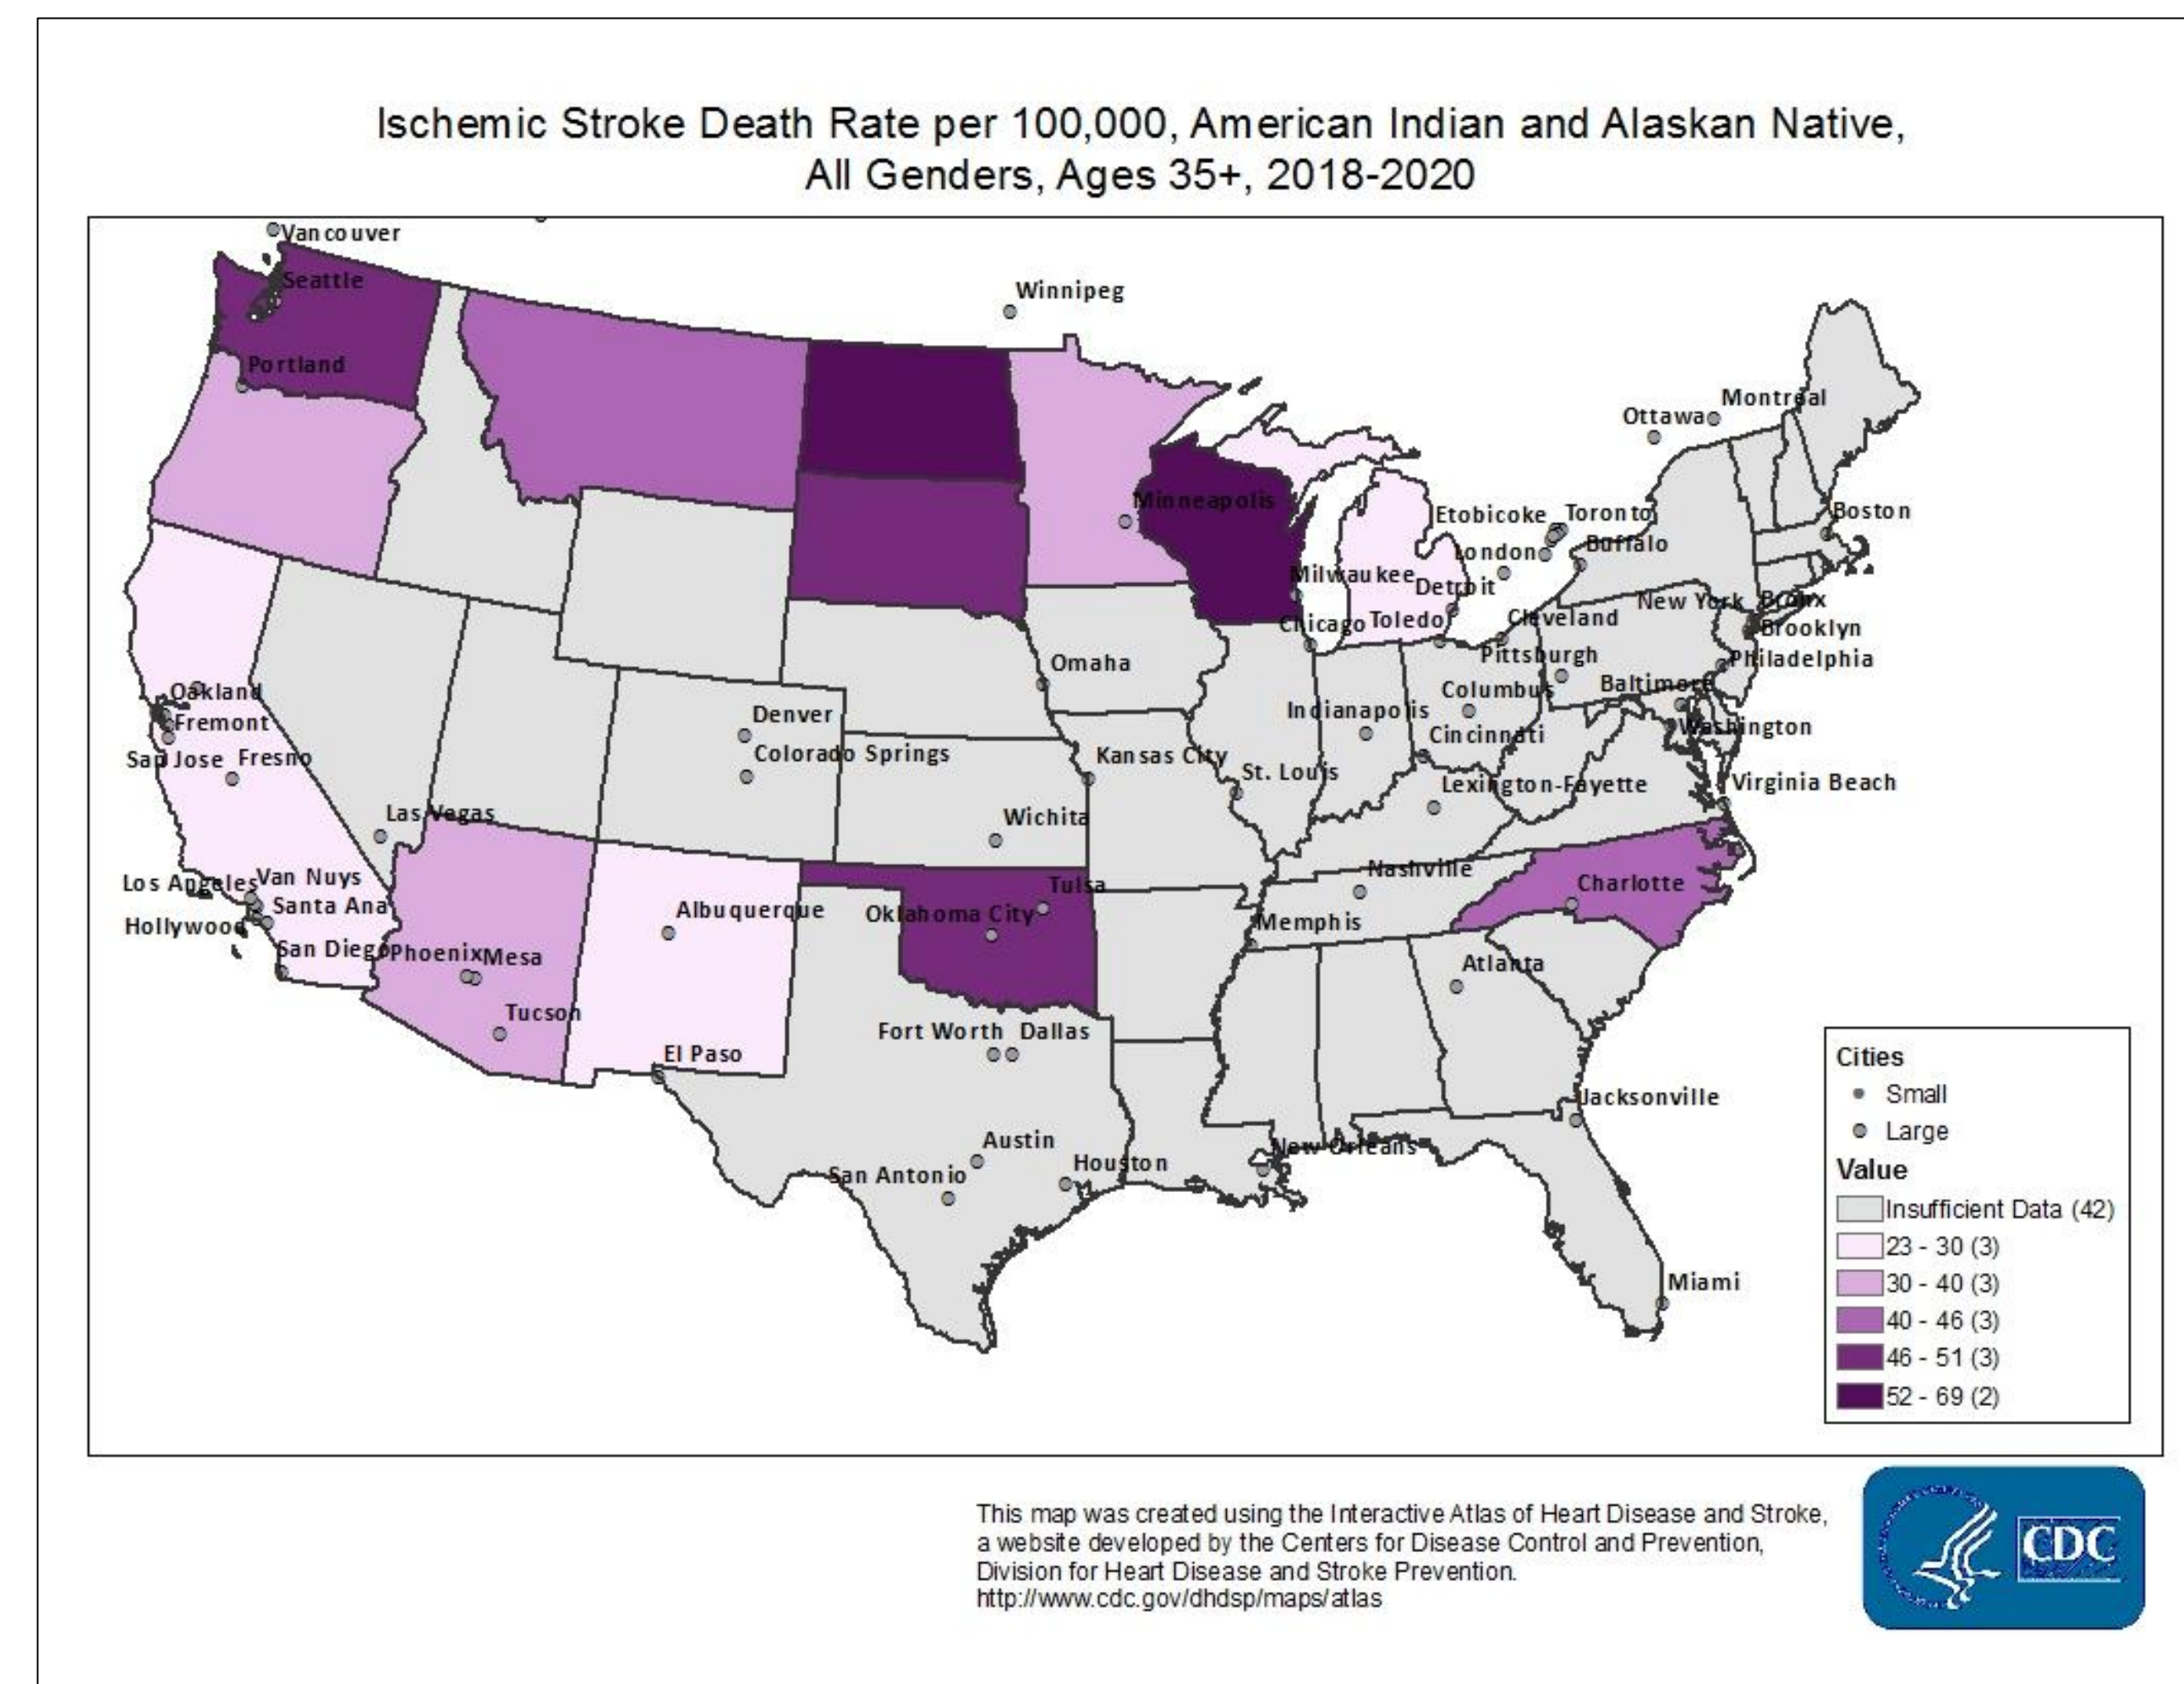 Ischemic Stroke Death Rate per 100,000, American Indian and Alaskan Native,
All Genders, Ages 35+, 2018-2020
Vancouver
Seattle
Winnipeg
Portland
Montreal
Ottawa
Minneapolis
Etobicoke
Toronto
Boston
London
Buffalo
Milwaukee
Detroit
New York
Bronx
Chicago
Toledo
Cleveland
Brooklyn
Omaha
Pittsburgh
Philadelphia
Oakland
Columbus
Baltimore
Denver
Indianapolis
Fremont
Cincinnati
Washington
San Jose
Fresno
Colorado Springs
Kansas City
St. Louis
Lexington-Fayette
Virginia Beach
Las Vegas
Wichita
Nashville
Los Angeles
Van Nuys
Tulsa
Charlotte
Santa Ana
Albuquerque
Oklahoma City
Hollywood
Memphis
San Diego
Phoenix
Mesa
Atlanta
Tucson
Fort Worth
Dallas
El Paso
Jacksonville
Austin
New Orleans
San Antonio
Houston
Miami
Cities
Small
Large
Value
Insufficient Data (42)
23 - 30 (3)
30 - 40 (3)
40 - 46 (3)
46 - 51 (3)
52 - 69 (2)
This map was created using the Interactive Atlas of Heart Disease and Stroke,
a website developed by the Centers for Disease Control and Prevention,
Division for Heart Disease and Stroke Prevention.
http://www.cdc.gov/dhdsp/maps/atlas
CDC